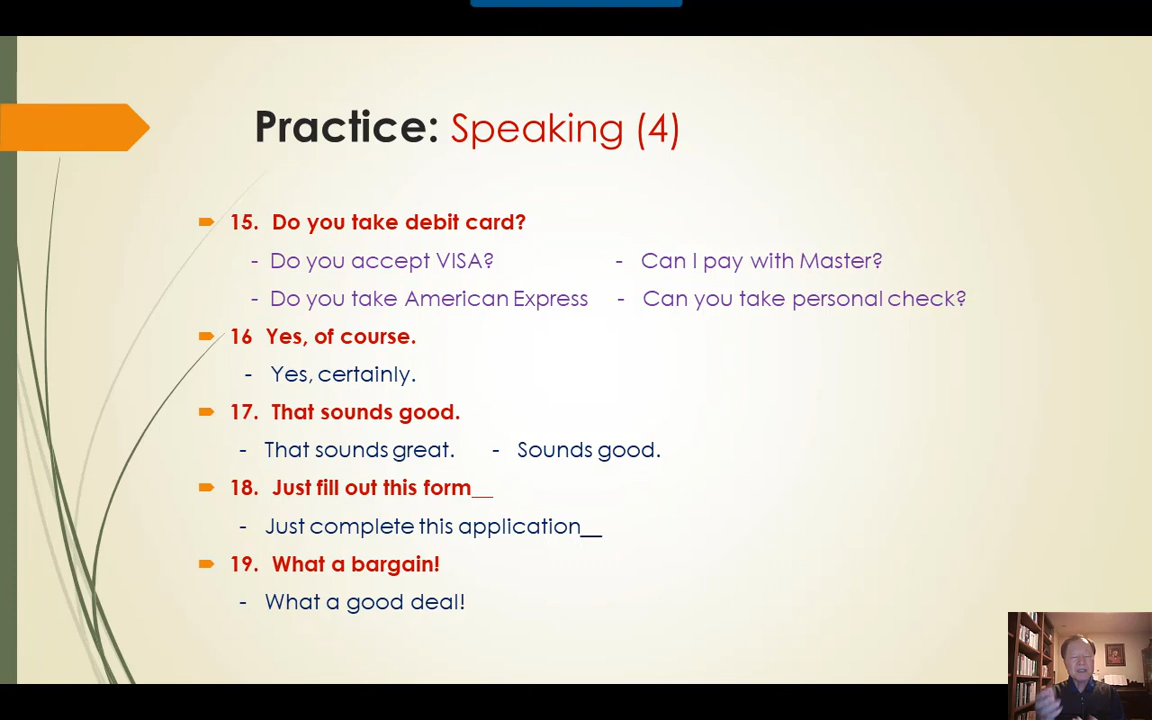 Practice: Speaking (4)
15. Do you take debit card?
- Do you accept VISA? - Can I pay with Master?
- Do you take American Express - Can you take personal check?
16 Yes, of course.
- Yes, certainly.
17. That sounds good.
- That sounds great. - Sounds good.
18. Just fill out this form__
- Just complete this application__
19. What a bargain!
- What a good deal!